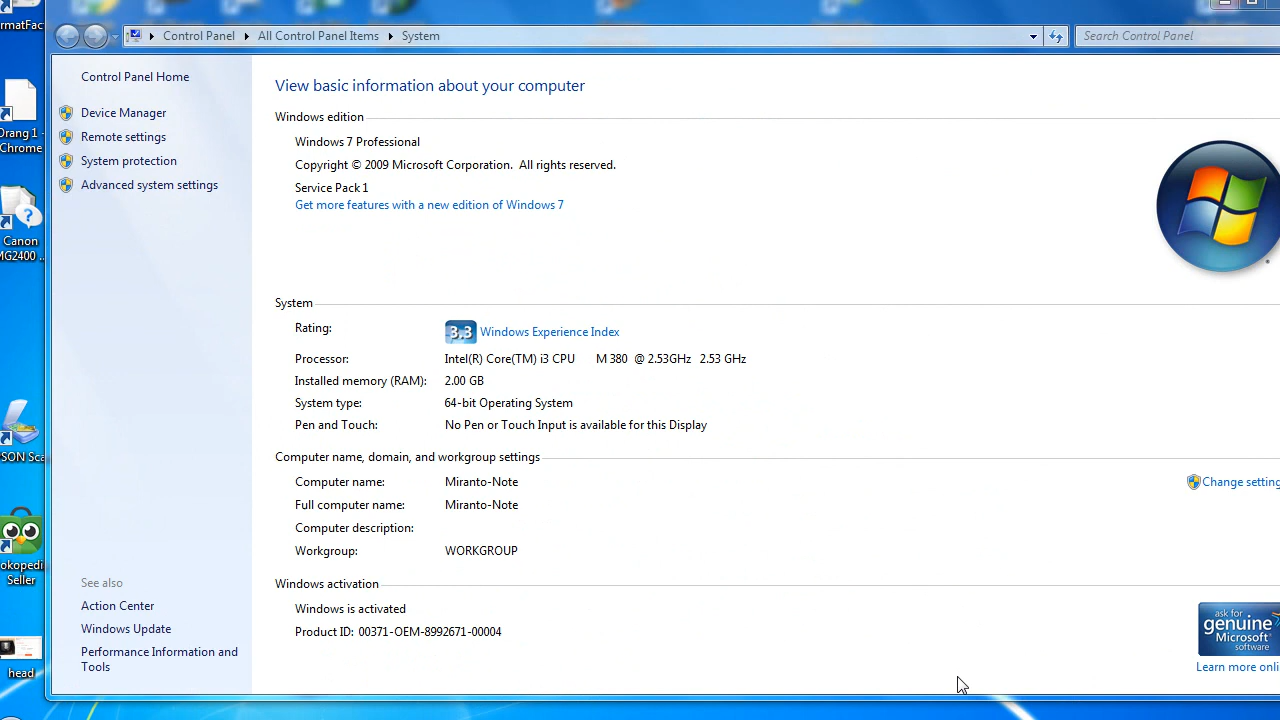 rmatFac
Control Panel
All Control Panel Items
System
Search Control Panel
Control Panel Home
Device Manager
Remote settings
System protection
Advanced system settings
Orang 1 -
Chrome
Canon
MG2400 ...
SON Sca
okopedi
Seller
head
See also
Action Center
Windows Update
Performance Information and
Tools
View basic information about your computer
Windows edition
Windows 7 Professional
Copyright © 2009 Microsoft Corporation. All rights reserved.
Service Pack 1
Get more features with a new edition of Windows 7
System
Rating: 3.3 Windows Experience Index
Processor: Intel(R) Core(TM) i3 CPU M 380 @ 2.53GHz 2.53 GHz
Installed memory (RAM): 2.00 GB
System type: 64-bit Operating System
Pen and Touch: No Pen or Touch Input is available for this Display
Computer name, domain, and workgroup settings
Computer name: Miranto-Note
Change setting
Full computer name: Miranto-Note
Computer description:
Workgroup: WORKGROUP
Windows activation
Windows is activated
Product ID: 00371-OEM-8992671-00004
ask for
genuine
Microsoft
software
Learn more onli